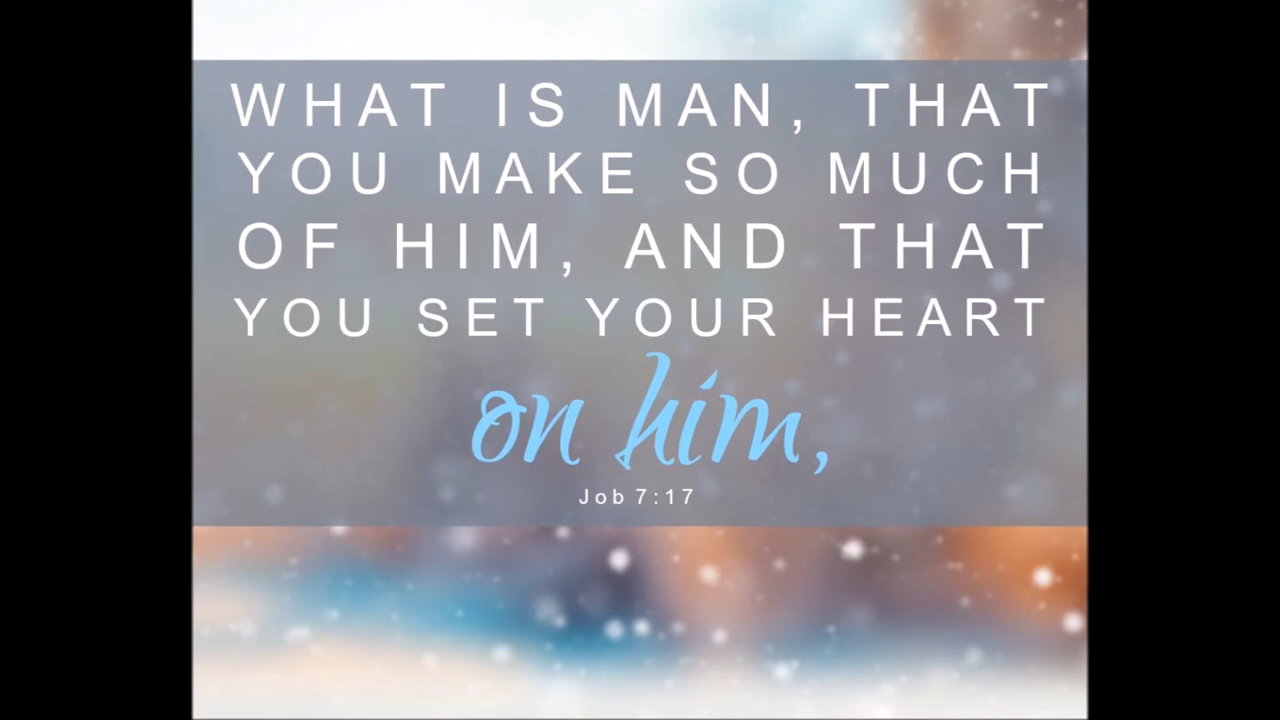 WHAT IS MAN, THAT
YOU MAKE SO MUCH
OF HIM, AND THAT
YOU SET YOUR HEART
on him,
Job 7:17